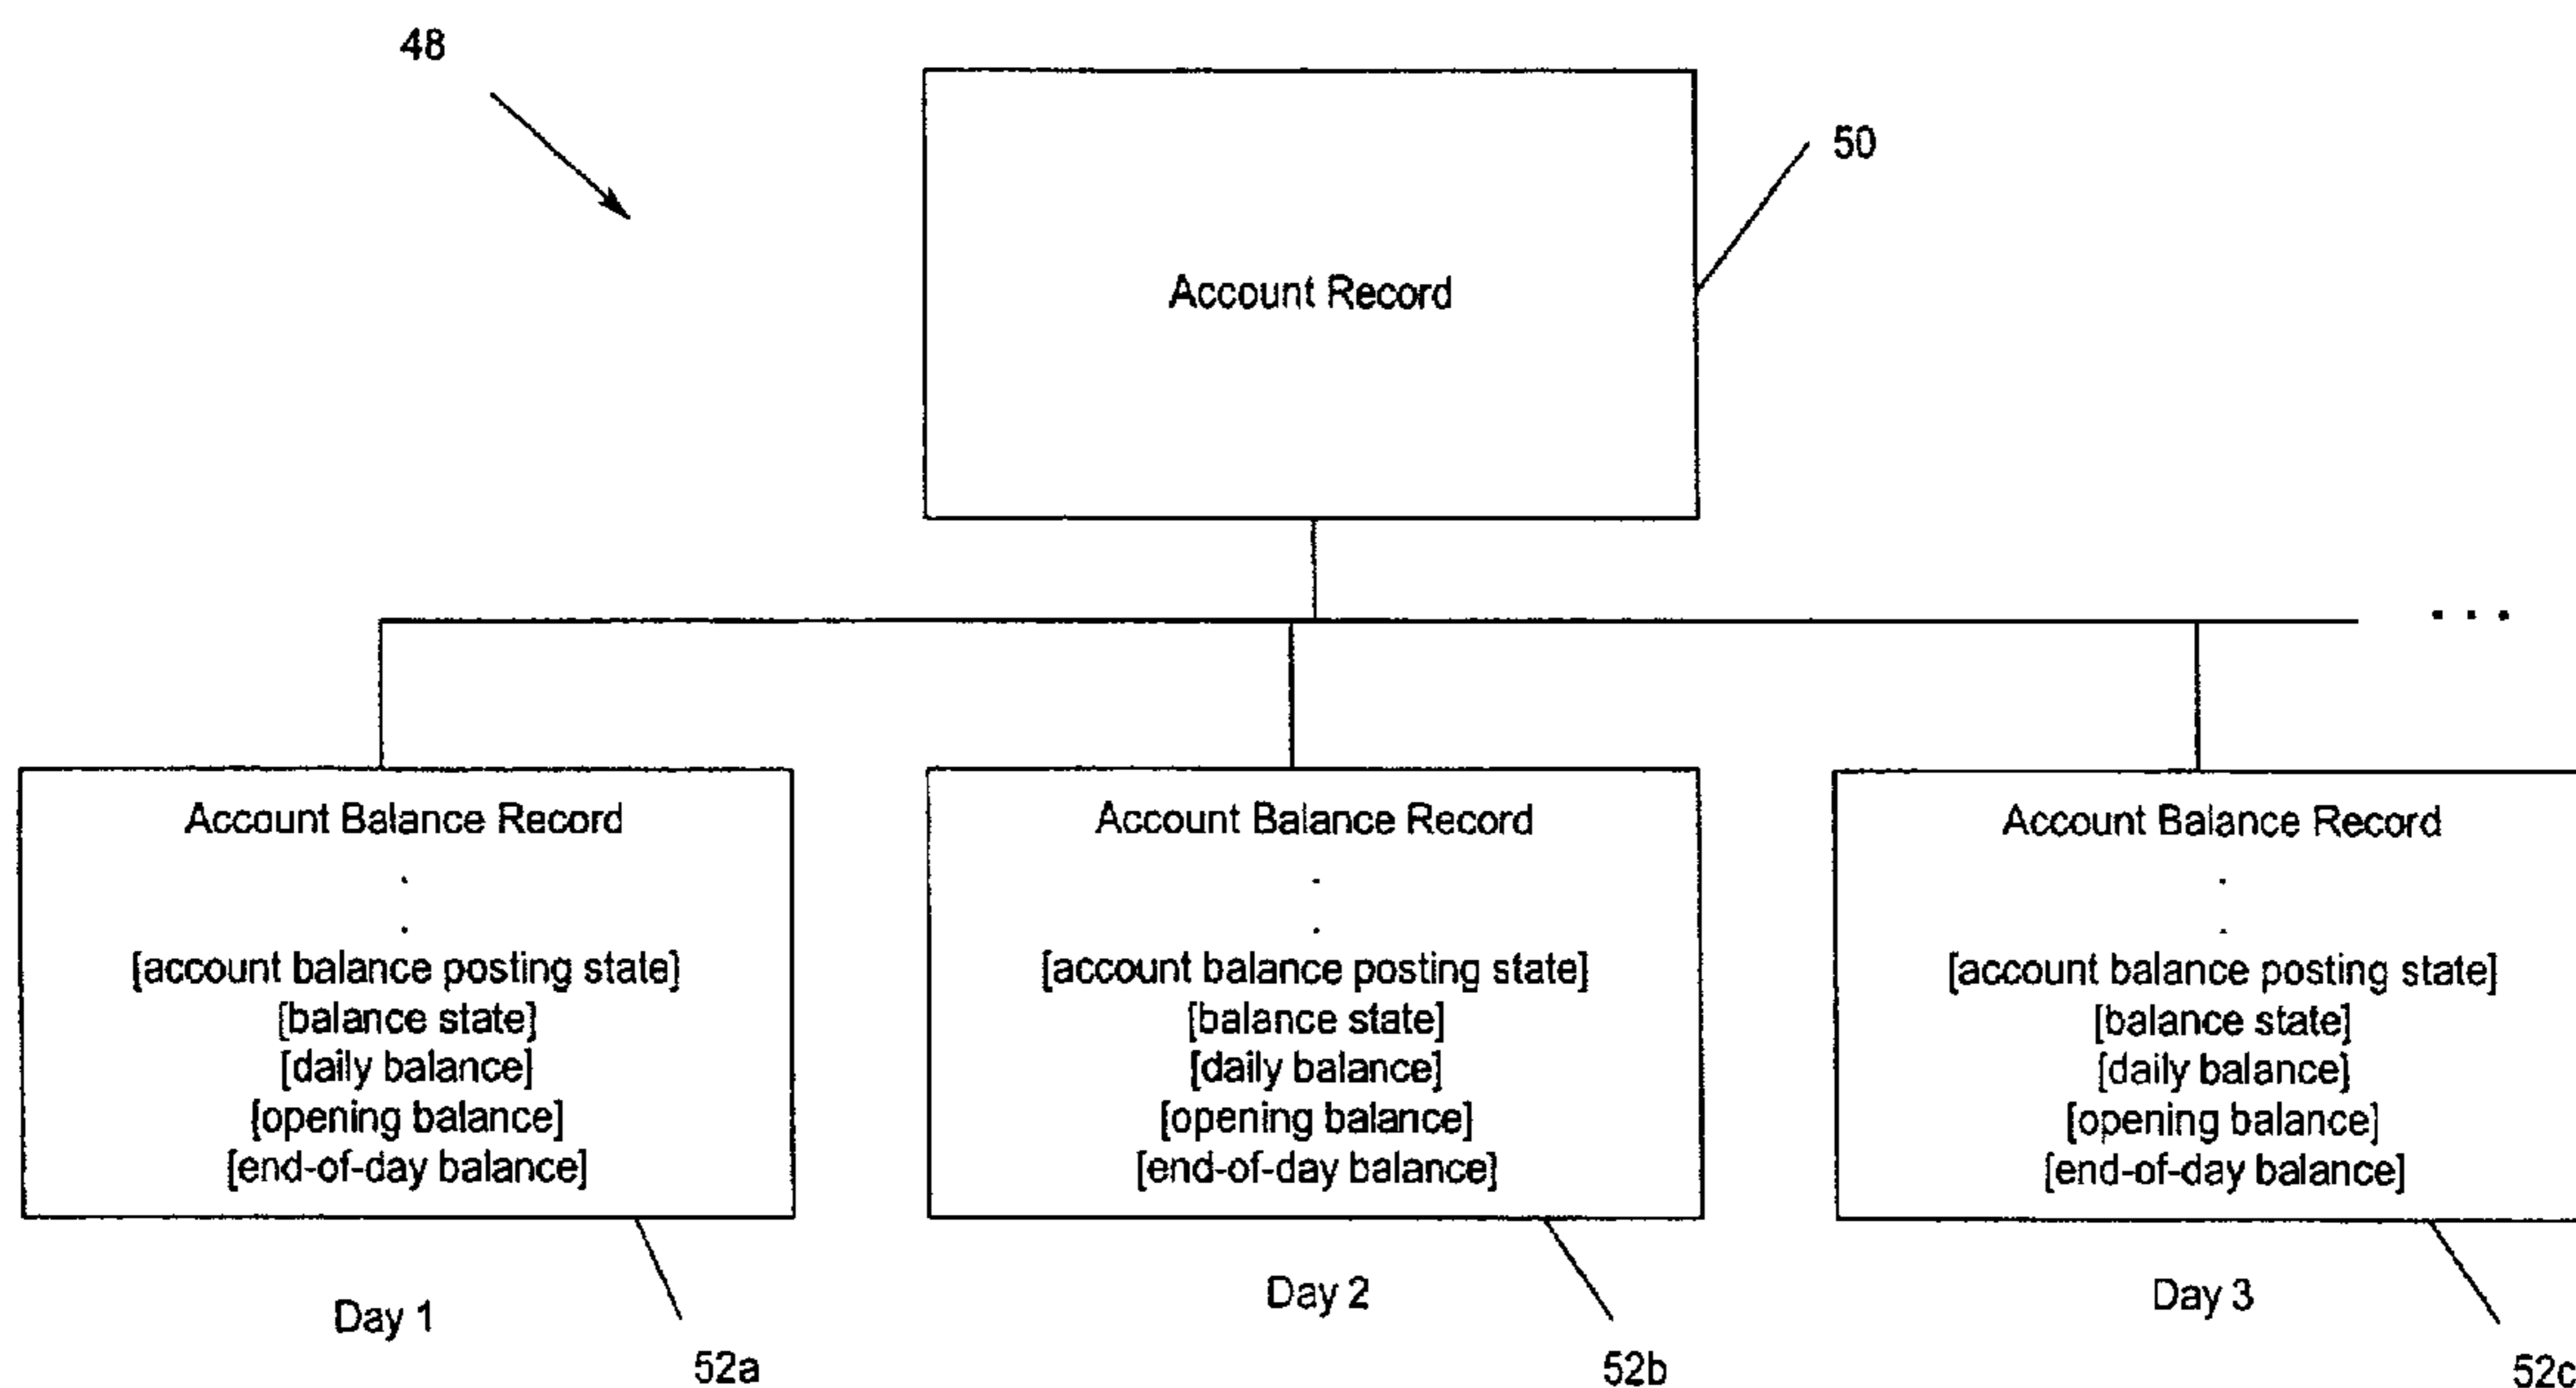 48
50
Account Record
. . .
Account Balance Record
.
.
[account balance posting state]
[balance state]
[daily balance]
[opening balance]
[end-of-day balance]
Day 1
52a
Account Balance Record
.
.
[account balance posting state]
[balance state]
[daily balance]
[opening balance]
[end-of-day balance]
Day 2
52b
Account Balance Record
.
.
[account balance posting state]
[balance state]
[daily balance]
[opening balance]
[end-of-day balance]
Day 3
52c